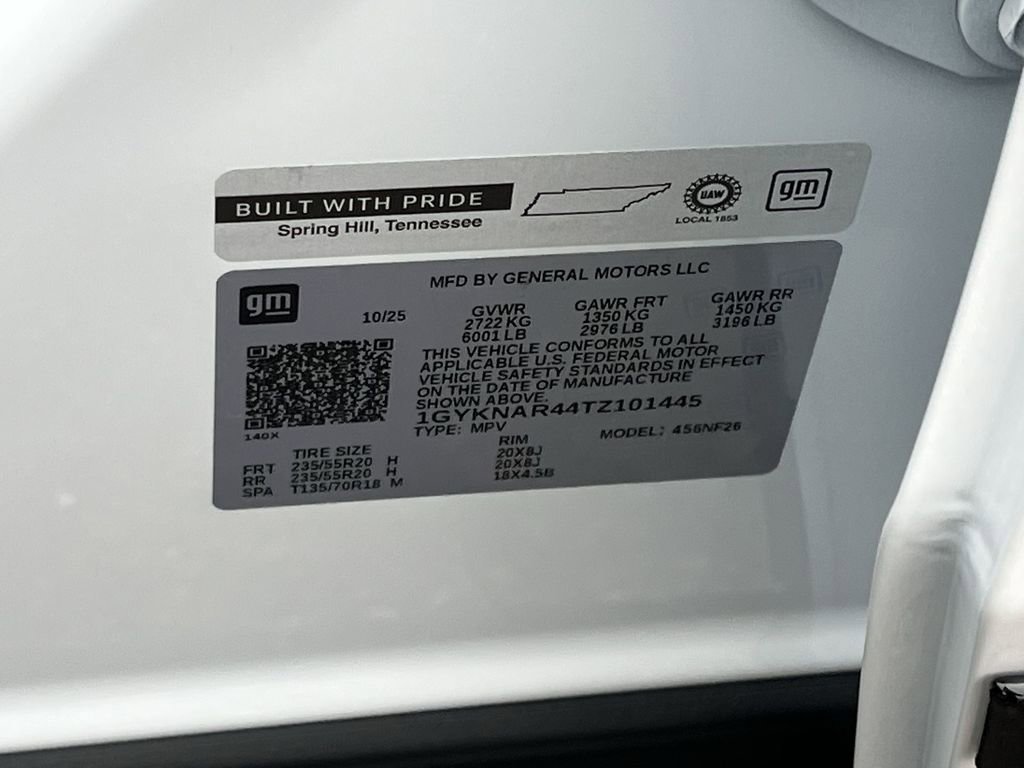 BUILT WITH PRIDE
Spring Hill, Tennessee
UAW
LOCAL 1853
gm
gm
MFD BY GENERAL MOTORS LLC
10/25
GVWR GAWR FRT GAWR RR
2722 KG 1350 KG 1450 KG
6001 LB 2976 LB 3196 LB
THIS VEHICLE CONFORMS TO ALL
APPLICABLE U.S. FEDERAL MOTOR
VEHICLE SAFETY STANDARDS IN EFFECT
ON THE DATE OF MANUFACTURE
SHOWN ABOVE.
1GYKNAR44TZ101445
TYPE: MPV MODEL: 456NF26
140X
TIRE SIZE RIM
FRT 235/55R20 H 20X8J
RR 235/55R20 H 20X8J
SPA T135/70R18 M 18X4.5B